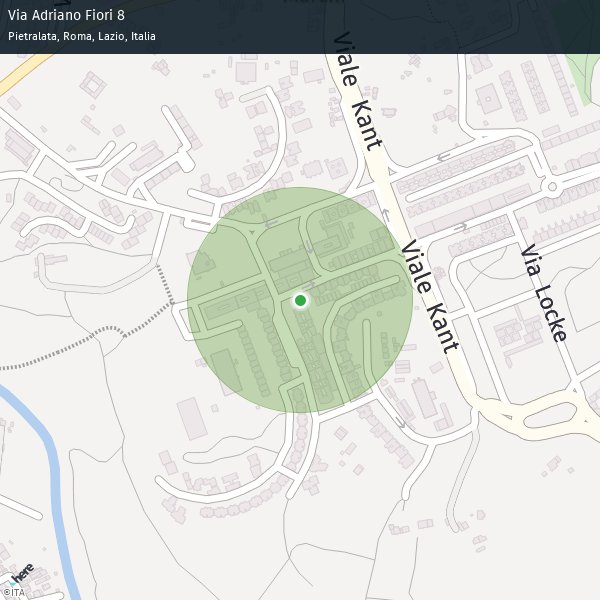 Via Adriano Fiori 8
Pietralata, Roma, Lazio, Italia
Viale Kant
Viale Kant
Via Locke
here
©ITA